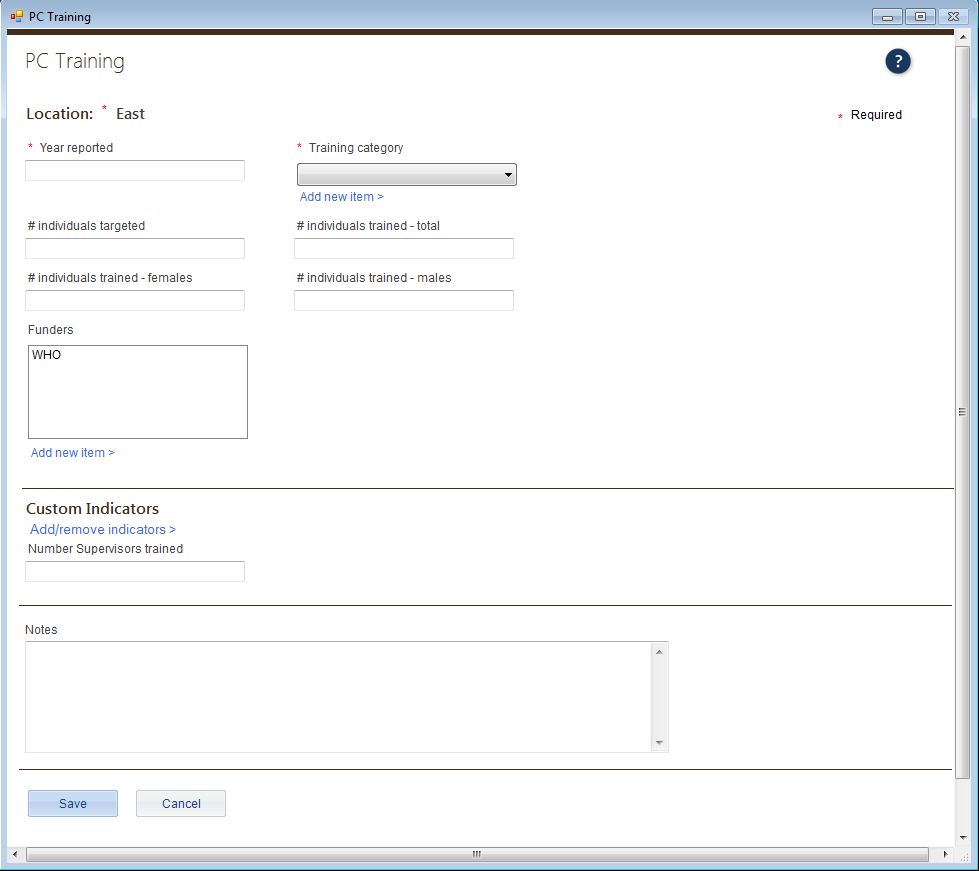 PC Training
PC Training
?
Location: * East
* Required
* Year reported
* Training category
Add new item >
# individuals targeted
# individuals trained - total
# individuals trained - females
# individuals trained - males
Funders
WHO
Add new item >
Custom Indicators
Add/remove indicators >
Number Supervisors trained
Notes
Save
Cancel